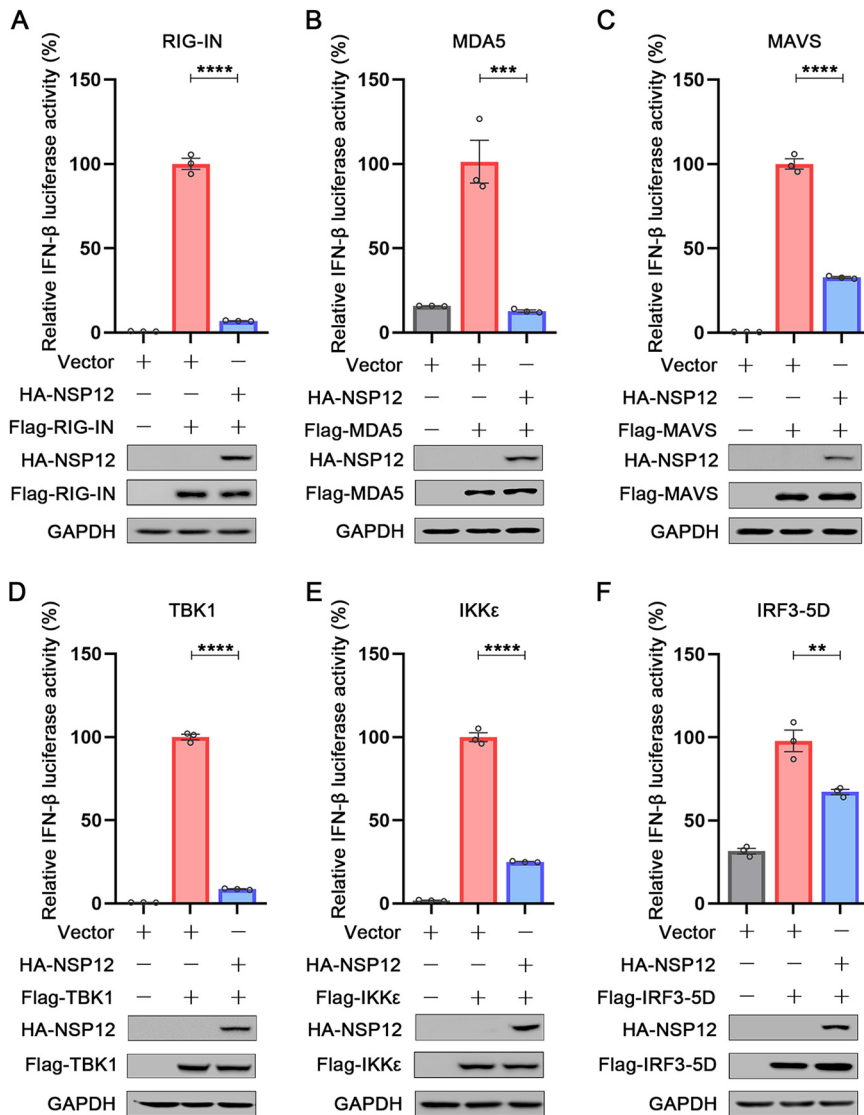 A
RIG-IN
Relative IFN-β luciferase activity (%)
150
100
50
0
****
Vector + + −
HA-NSP12 − − +
Flag-RIG-IN − + +
HA-NSP12
Flag-RIG-IN
GAPDH
B
MDA5
Relative IFN-β luciferase activity (%)
150
100
50
0
***
Vector + + −
HA-NSP12 − − +
Flag-MDA5 − + +
HA-NSP12
Flag-MDA5
GAPDH
C
MAVS
Relative IFN-β luciferase activity (%)
150
100
50
0
****
Vector + + −
HA-NSP12 − − +
Flag-MAVS − + +
HA-NSP12
Flag-MAVS
GAPDH
D
TBK1
Relative IFN-β luciferase activity (%)
150
100
50
0
****
Vector + + −
HA-NSP12 − − +
Flag-TBK1 − + +
HA-NSP12
Flag-TBK1
GAPDH
E
IKKε
Relative IFN-β luciferase activity (%)
150
100
50
0
****
Vector + + −
HA-NSP12 − − +
Flag-IKKε − + +
HA-NSP12
Flag-IKKε
GAPDH
F
IRF3-5D
Relative IFN-β luciferase activity (%)
150
100
50
0
**
Vector + + −
HA-NSP12 − − +
Flag-IRF3-5D − + +
HA-NSP12
Flag-IRF3-5D
GAPDH